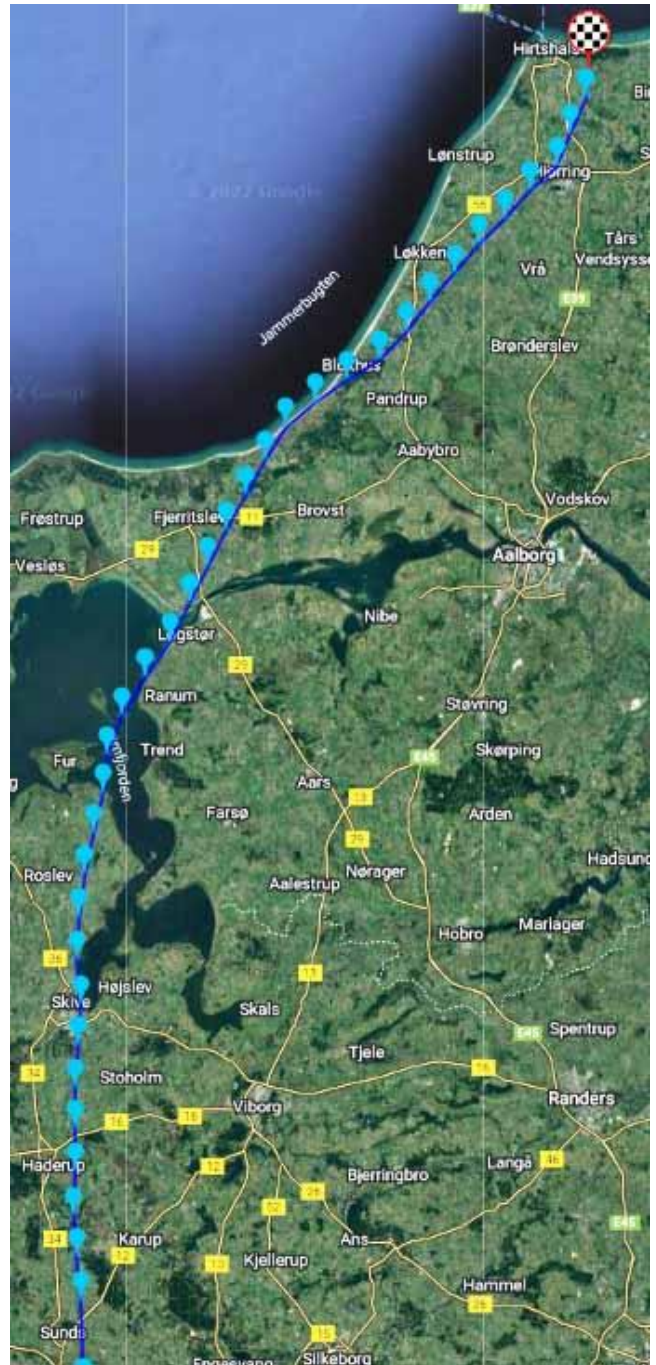 Hirtshals
Lønstrup
Hjørring
55
Løkken
Tårs
Vendsysse
Vrå
E39
Jammerbugten
Brønderslev
Blokhus
Pandrup
Aabybro
Vodskov
Frøstrup
Fjerritslev
11
Brovst
29
Vesløs
Aalborg
Nibe
Løgstør
29
Ranum
Støvring
Trend
Skørping
Fur
E45
Aars
13
Farsø
Arden
29
Hadsund
Roslev
Nørager
Aalestrup
Mariager
Hobro
26
13
Højslev
Skive
Skals
E45
Spentrup
Tjele
34
16
Stoholm
Randers
Viborg
16
16
Haderup
12
Langå
46
Bjerringbro
26
52
34
Karup
12
Ans
E45
13
Kjellerup
Hammel
26
Sunds
15
Engesvang
Silkeborg